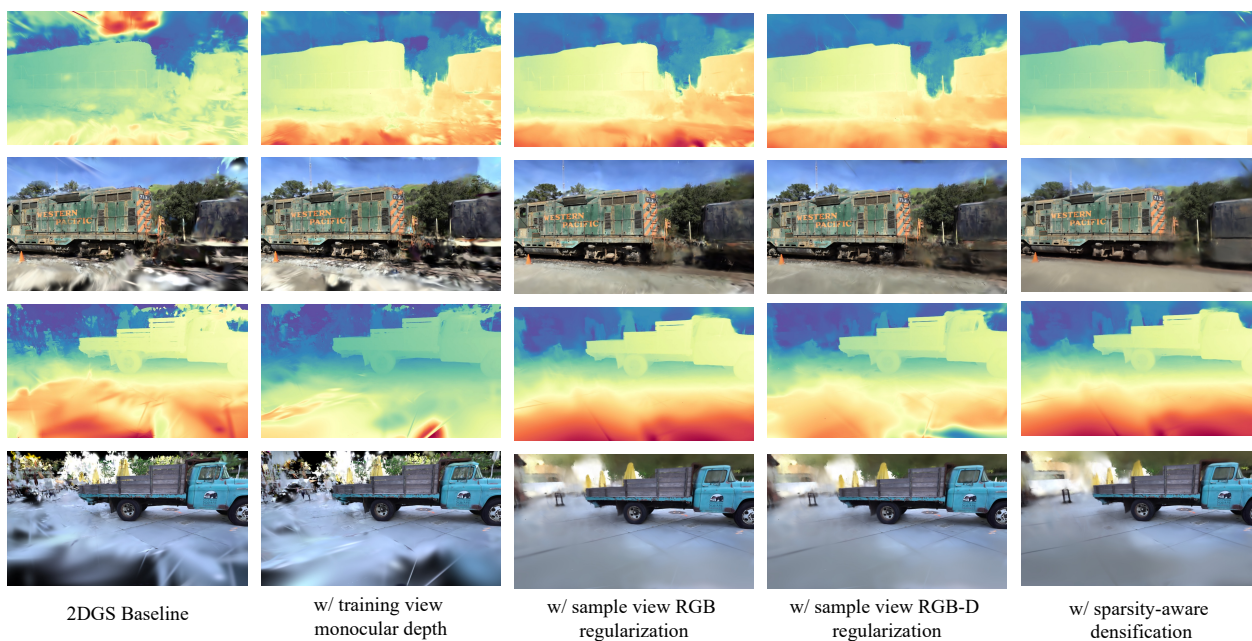 WESTERN
PACIFIC
WESTERN
PACIFIC
WESTERN
PACIFIC
WESTERN
PACIFIC
WESTERN
PACIFIC
2DGS Baseline
w/ training view
monocular depth
w/ sample view RGB
regularization
w/ sample view RGB-D
regularization
w/ sparsity-aware
densification